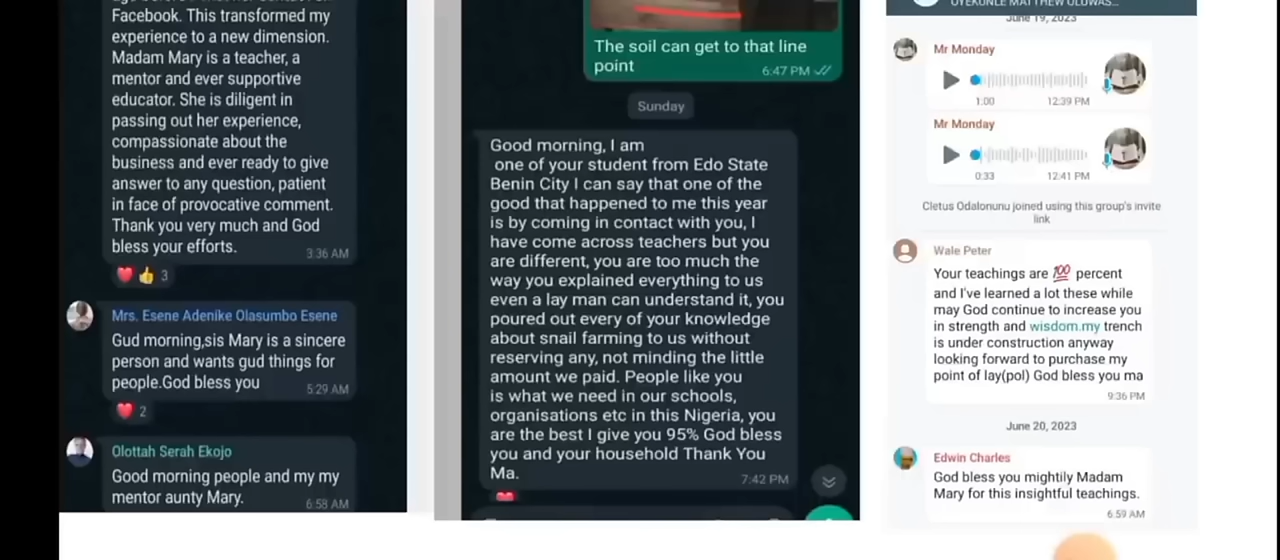 Facebook. This transformed my
experience to a new dimension.
Madam Mary is a teacher, a
mentor and ever supportive
educator. She is diligent in
passing out her experience,
compassionate about the
business and ever ready to give
answer to any question, patient
in face of provocative comment.
Thank you very much and God
bless your efforts.
3:36 AM
❤️👍 3
Mrs. Esene Adenike Olasumbo Esene
Gud morning,sis Mary is a sincere
person and wants gud things for
people.God bless you
5:29 AM
❤️ 2
Olottah Serah Ekojo
Good morning people and my my
mentor aunty Mary.
6:58 AM
The soil can get to that line
point
6:47 PM
Sunday
Good morning, I am
one of your student from Edo State
Benin City I can say that one of the
good that happened to me this year
is by coming in contact with you, I
have come across teachers but you
are different, you are too much the
way you explained everything to us
even a lay man can understand it, you
poured out every of your knowledge
about snail farming to us without
reserving any, not minding the little
amount we paid. People like you
is what we need in our schools,
organisations etc in this Nigeria, you
are the best I give you 95% God bless
you and your household Thank You
Ma.
7:42 PM
OYEKUNLE MATTHEW OLUWAS...
June 19, 2023
Mr Monday
1:00 12:39 PM
Mr Monday
0:33 12:41 PM
Cletus Odalonunu joined using this group's invite
link
Wale Peter
Your teachings are 💯 percent
and I've learned a lot these while
may God continue to increase you
in strength and wisdom.my trench
is under construction anyway
looking forward to purchase my
point of lay(pol) God bless you ma
9:36 PM
June 20, 2023
Edwin Charles
God bless you mightily Madam
Mary for this insightful teachings.
6:59 AM